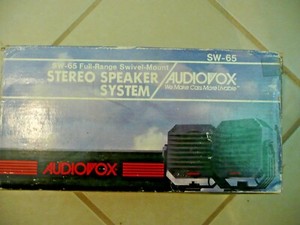 SW-65
SW-65 Full-Range Swivel-Mount
STEREO SPEAKER
SYSTEM
AUDIOVOX
We Make Cars More Livable
AUDIOVOX